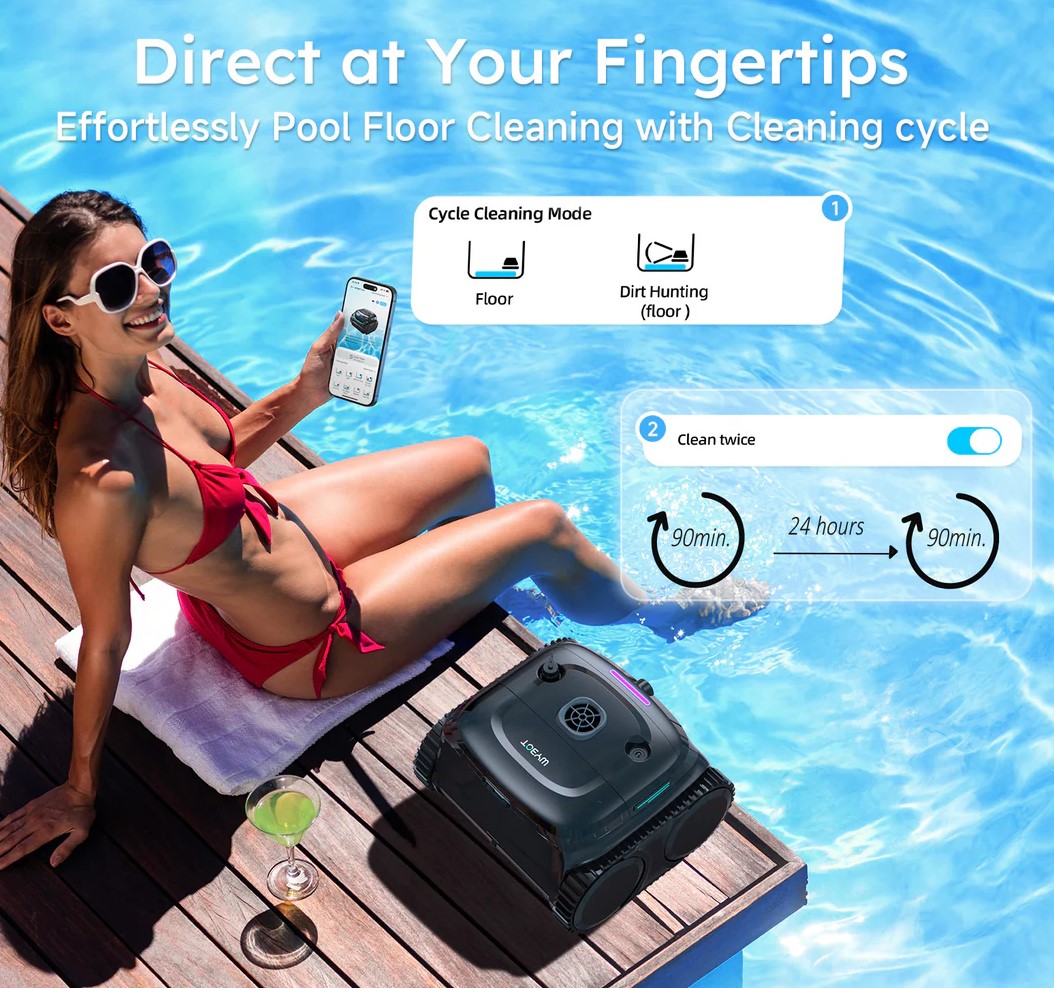 Direct at Your Fingertips
Effortlessly Pool Floor Cleaning with Cleaning cycle
1
Cycle Cleaning Mode
Floor
Dirt Hunting
(floor )
2
Clean twice
90min.
24 hours
90min.
WYBOT